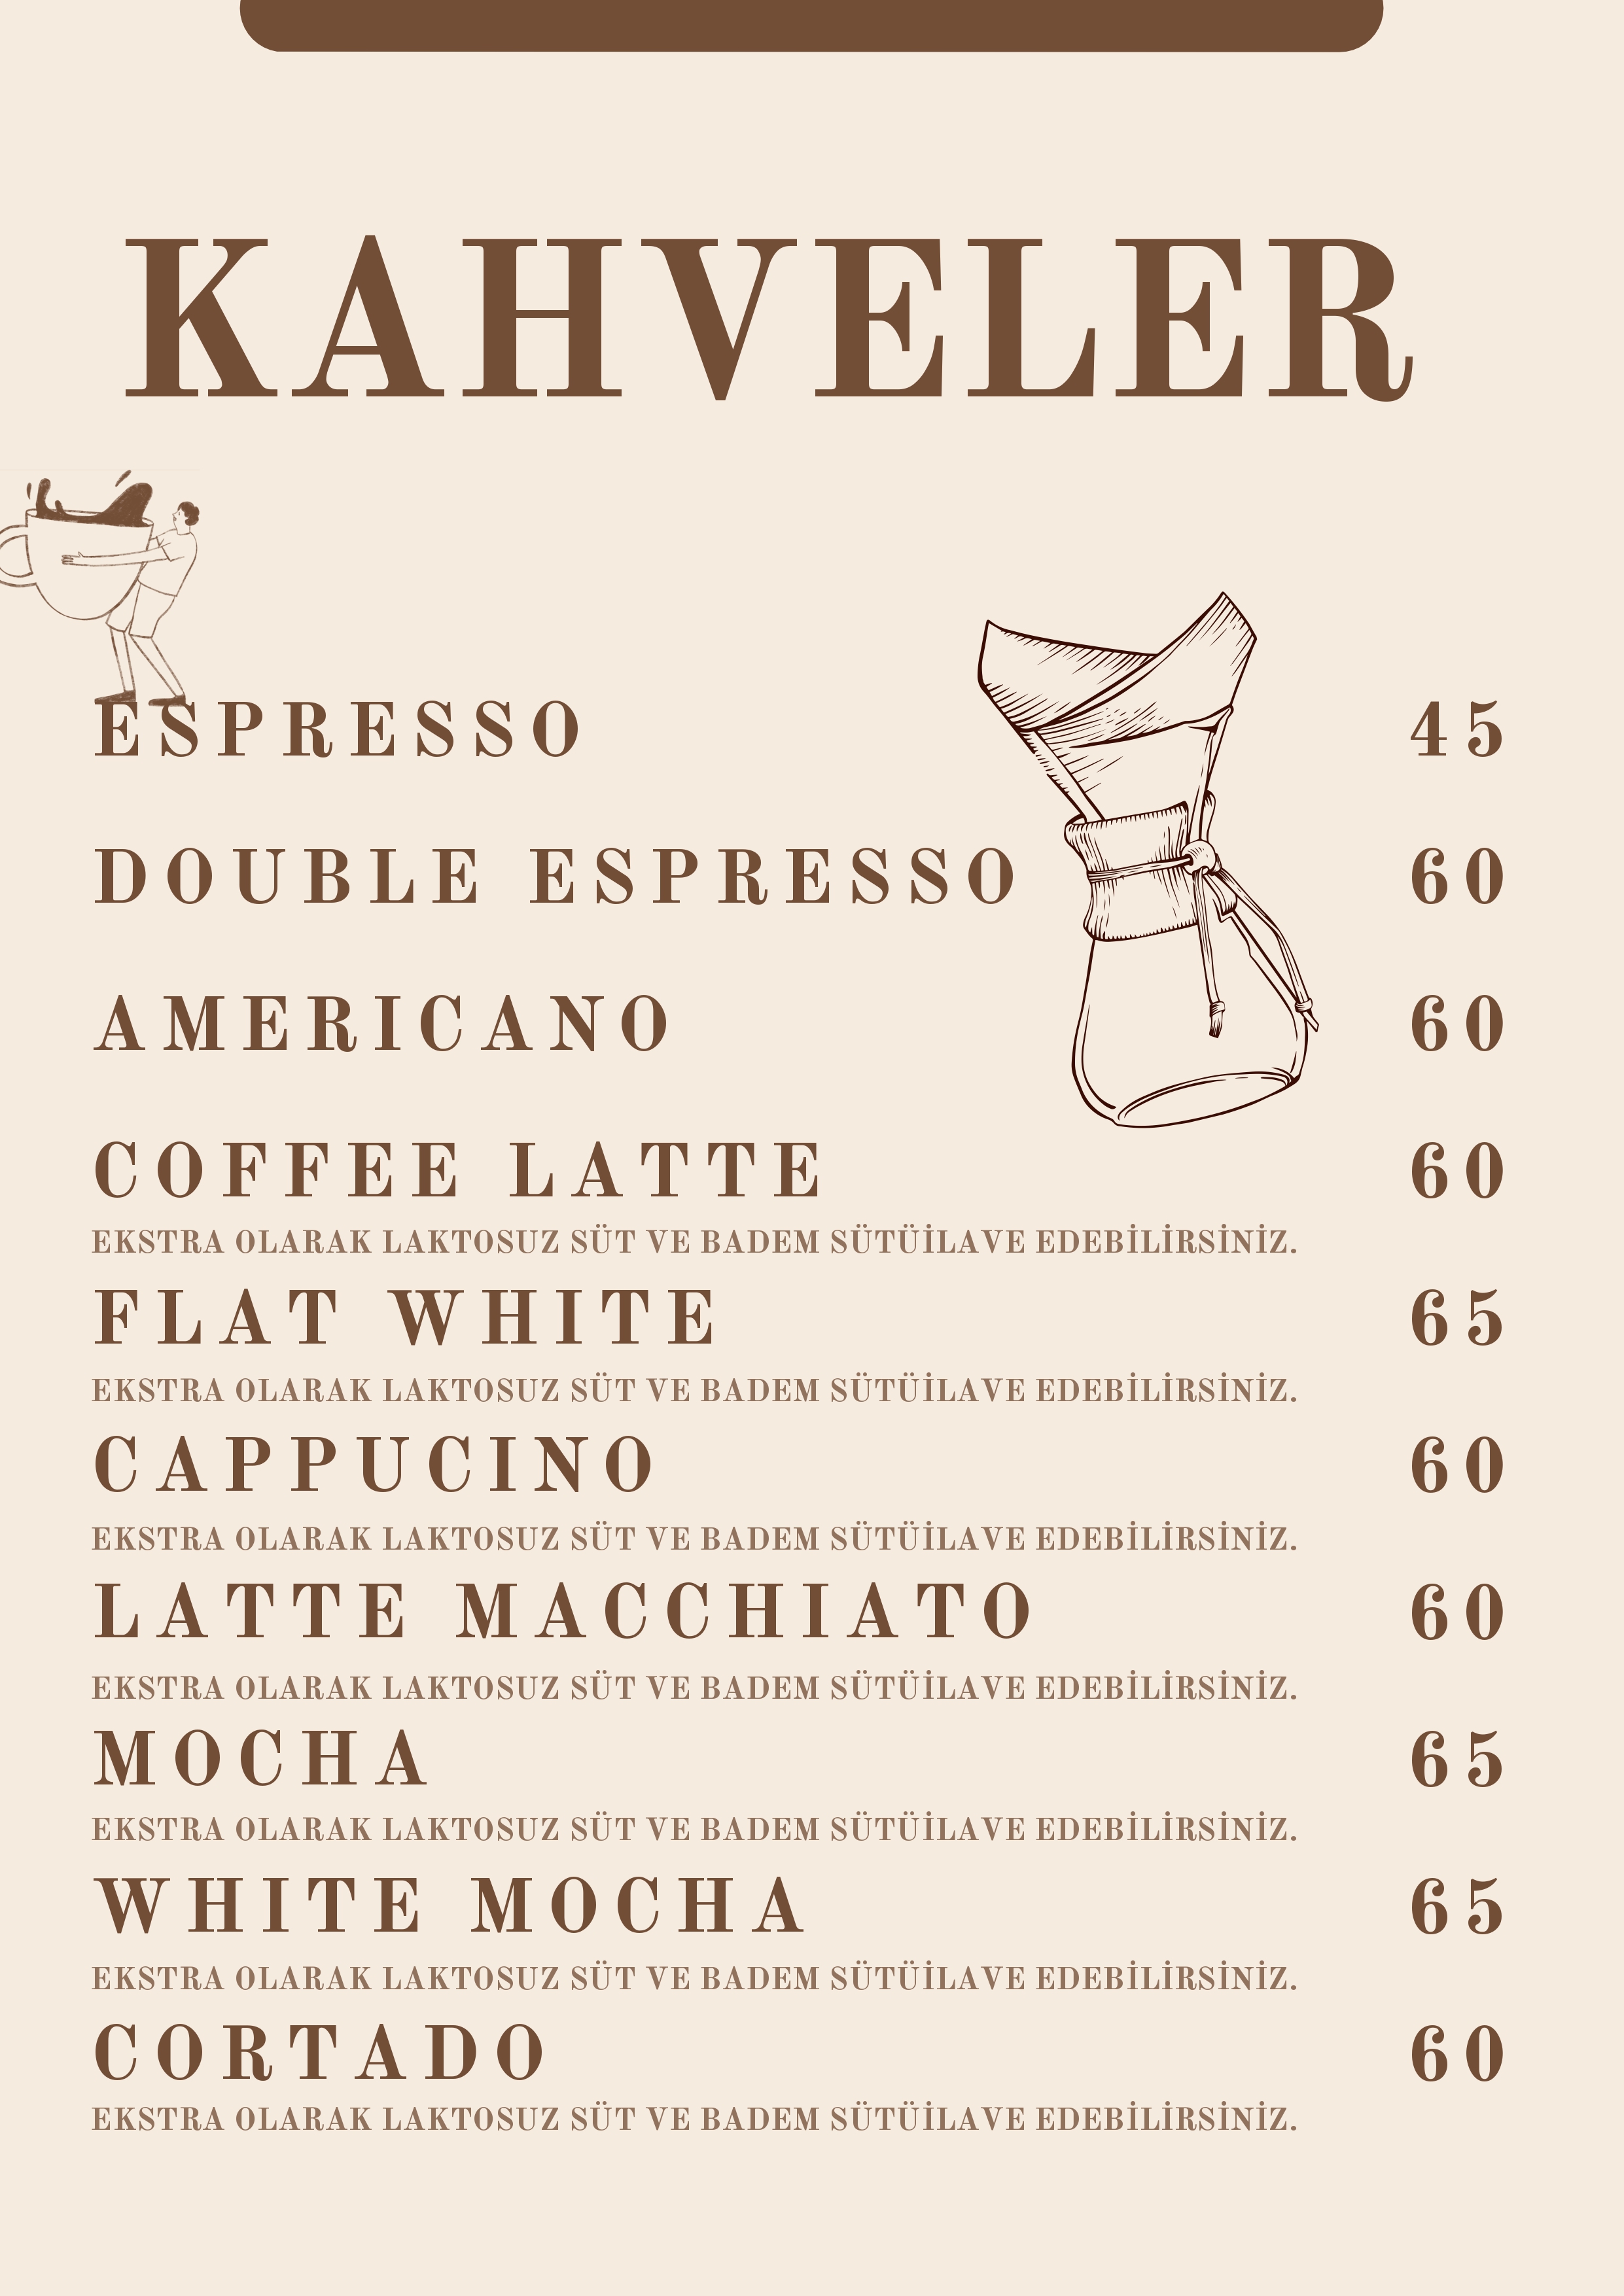 KAHVELER
ESPRESSO 45
DOUBLE ESPRESSO 60
AMERICANO 60
COFFEE LATTE 60
EKSTRA OLARAK LAKTOSUZ SÜT VE BADEM SÜTÜİLAVE EDEBİLİRSİNİZ.
FLAT WHITE 65
EKSTRA OLARAK LAKTOSUZ SÜT VE BADEM SÜTÜİLAVE EDEBİLİRSİNİZ.
CAPPUCINO 60
EKSTRA OLARAK LAKTOSUZ SÜT VE BADEM SÜTÜİLAVE EDEBİLİRSİNİZ.
LATTE MACCHIATO 60
EKSTRA OLARAK LAKTOSUZ SÜT VE BADEM SÜTÜİLAVE EDEBİLİRSİNİZ.
MOCHA 65
EKSTRA OLARAK LAKTOSUZ SÜT VE BADEM SÜTÜİLAVE EDEBİLİRSİNİZ.
WHITE MOCHA 65
EKSTRA OLARAK LAKTOSUZ SÜT VE BADEM SÜTÜİLAVE EDEBİLİRSİNİZ.
CORTADO 60
EKSTRA OLARAK LAKTOSUZ SÜT VE BADEM SÜTÜİLAVE EDEBİLİRSİNİZ.